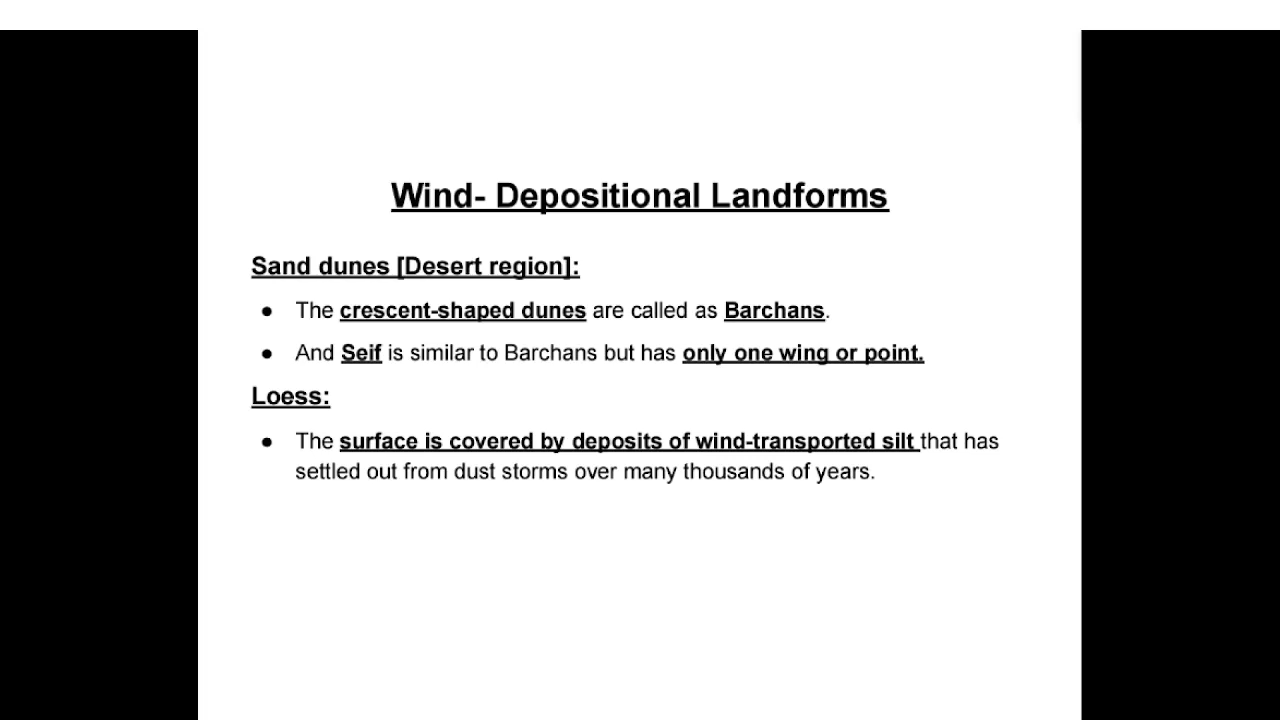 Wind- Depositional Landforms
Sand dunes [Desert region]:
● The crescent-shaped dunes are called as Barchans.
● And Seif is similar to Barchans but has only one wing or point.
Loess:
● The surface is covered by deposits of wind-transported silt that has
settled out from dust storms over many thousands of years.